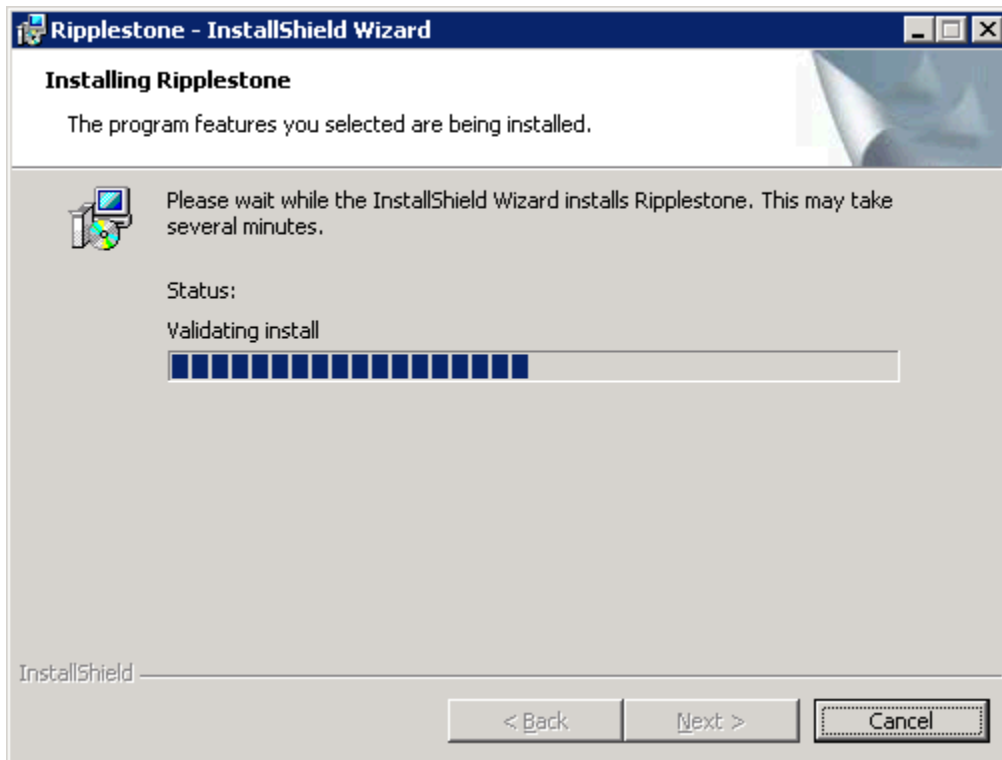 Ripplestone - InstallShield Wizard
Installing Ripplestone
The program features you selected are being installed.
Please wait while the InstallShield Wizard installs Ripplestone. This may take
several minutes.
Status:
Validating install
InstallShield
< Back
Next >
Cancel